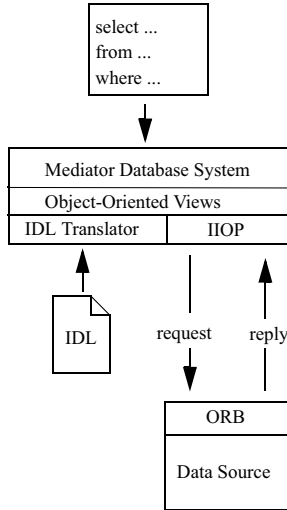 select ...
from ...
where ...
Mediator Database System
Object-Oriented Views
IDL Translator
IIOP
IDL
request
reply
ORB
Data Source